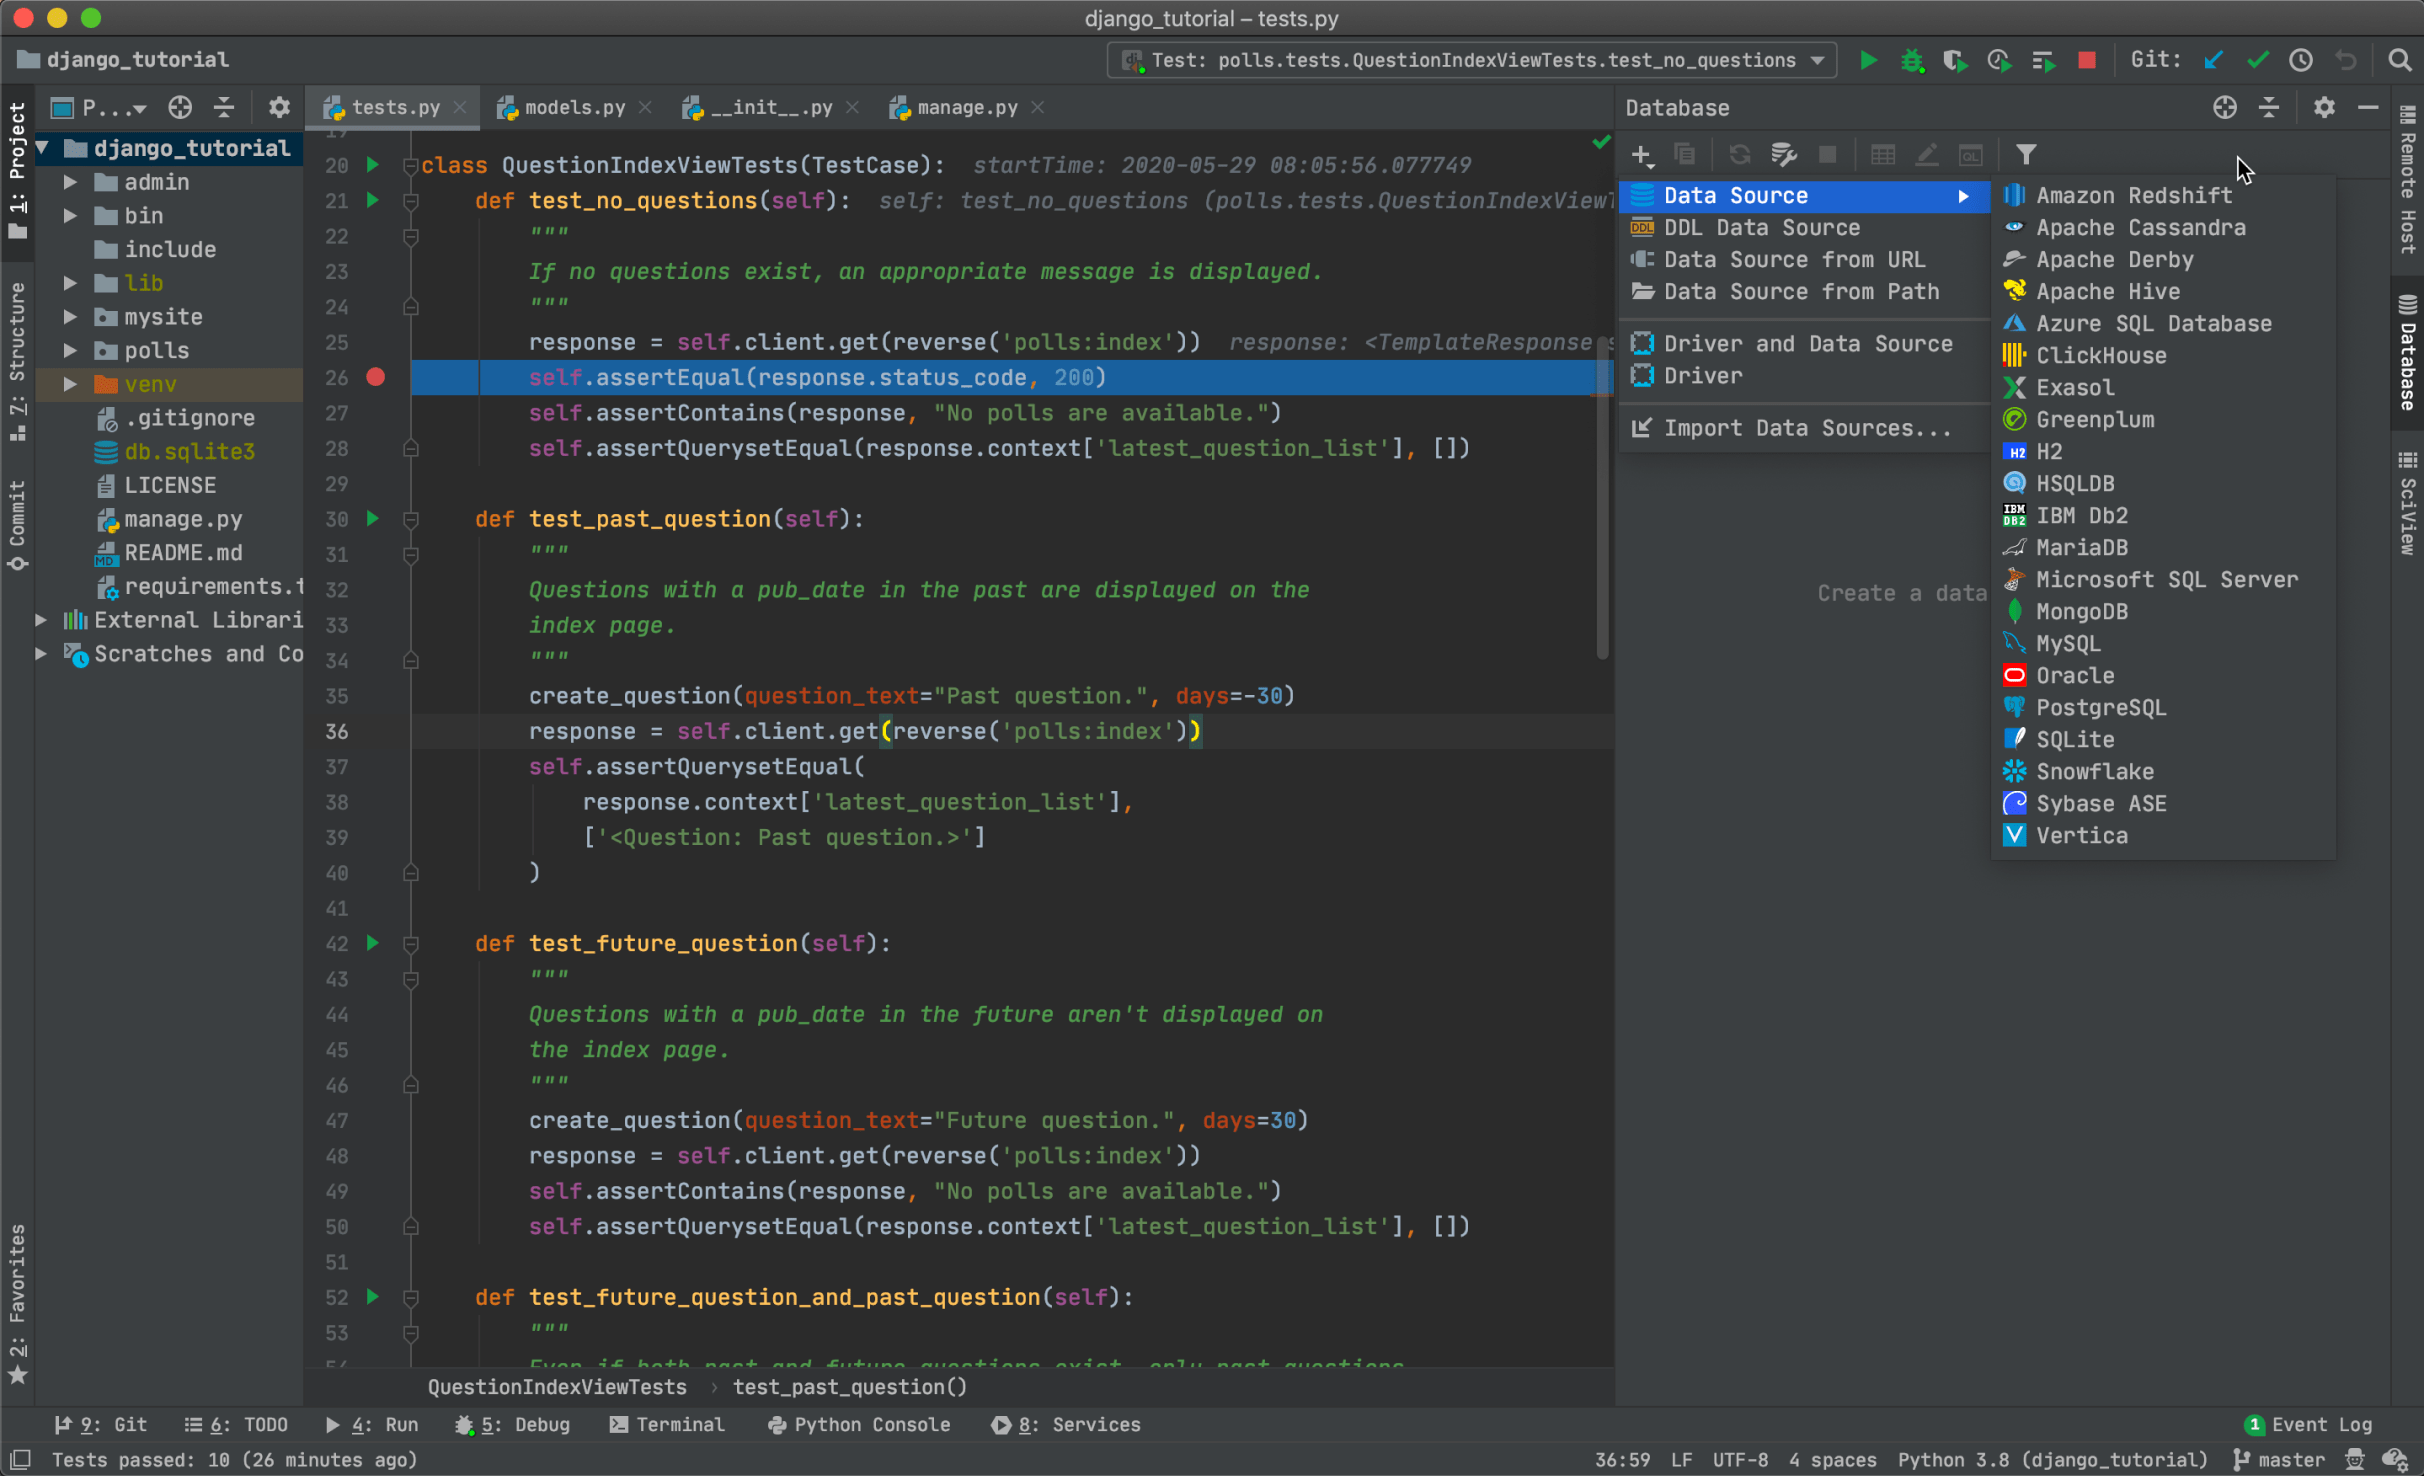 django_tutorial – tests.py
django_tutorial
Test: polls.tests.QuestionIndexViewTests.test_no_questions
Git:
1: Project
7: Structure
Commit
2: Favorites
P...
django_tutorial
admin
bin
include
lib
mysite
polls
venv
.gitignore
db.sqlite3
LICENSE
manage.py
README.md
requirements.t
External Librari
Scratches and Co
tests.py
models.py
__init__.py
manage.py
19
20 class QuestionIndexViewTests(TestCase): startTime: 2020-05-29 08:05:56.077749
21 def test_no_questions(self): self: test_no_questions (polls.tests.QuestionIndexViewT
22 """
23 If no questions exist, an appropriate message is displayed.
24 """
25 response = self.client.get(reverse('polls:index')) response: <TemplateResponse s
26 self.assertEqual(response.status_code, 200)
27 self.assertContains(response, "No polls are available.")
28 self.assertQuerysetEqual(response.context['latest_question_list'], [])
29
30 def test_past_question(self):
31 """
32 Questions with a pub_date in the past are displayed on the
33 index page.
34 """
35 create_question(question_text="Past question.", days=-30)
36 response = self.client.get(reverse('polls:index'))
37 self.assertQuerysetEqual(
38 response.context['latest_question_list'],
39 ['<Question: Past question.>']
40 )
41
42 def test_future_question(self):
43 """
44 Questions with a pub_date in the future aren't displayed on
45 the index page.
46 """
47 create_question(question_text="Future question.", days=30)
48 response = self.client.get(reverse('polls:index'))
49 self.assertContains(response, "No polls are available.")
50 self.assertQuerysetEqual(response.context['latest_question_list'], [])
51
52 def test_future_question_and_past_question(self):
53 """
54 Even if both past and future questions exist, only past questions
QuestionIndexViewTests › test_past_question()
Database
Data Source
DDL Data Source
Data Source from URL
Data Source from Path
Driver and Data Source
Driver
Import Data Sources...
Create a data
Amazon Redshift
Apache Cassandra
Apache Derby
Apache Hive
Azure SQL Database
ClickHouse
Exasol
Greenplum
H2
HSQLDB
IBM Db2
MariaDB
Microsoft SQL Server
MongoDB
MySQL
Oracle
PostgreSQL
SQLite
Snowflake
Sybase ASE
Vertica
Remote Host
Database
SciView
9: Git
6: TODO
4: Run
5: Debug
Terminal
Python Console
8: Services
1 Event Log
Tests passed: 10 (26 minutes ago)
36:59 LF UTF-8 4 spaces Python 3.8 (django_tutorial) master